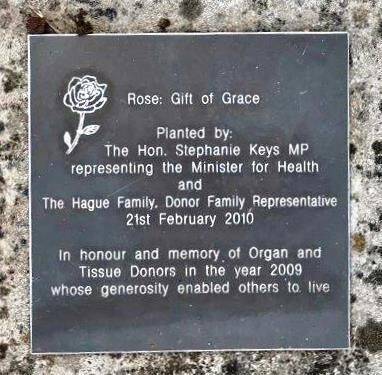 Rose: Gift of Grace
Planted by:
The Hon. Stephanie Keys MP
representing the Minister for Health
and
The Hague Family, Donor Family Representative
21st February 2010
In honour and memory of Organ and
Tissue Donors in the year 2009
whose generosity enabled others to live